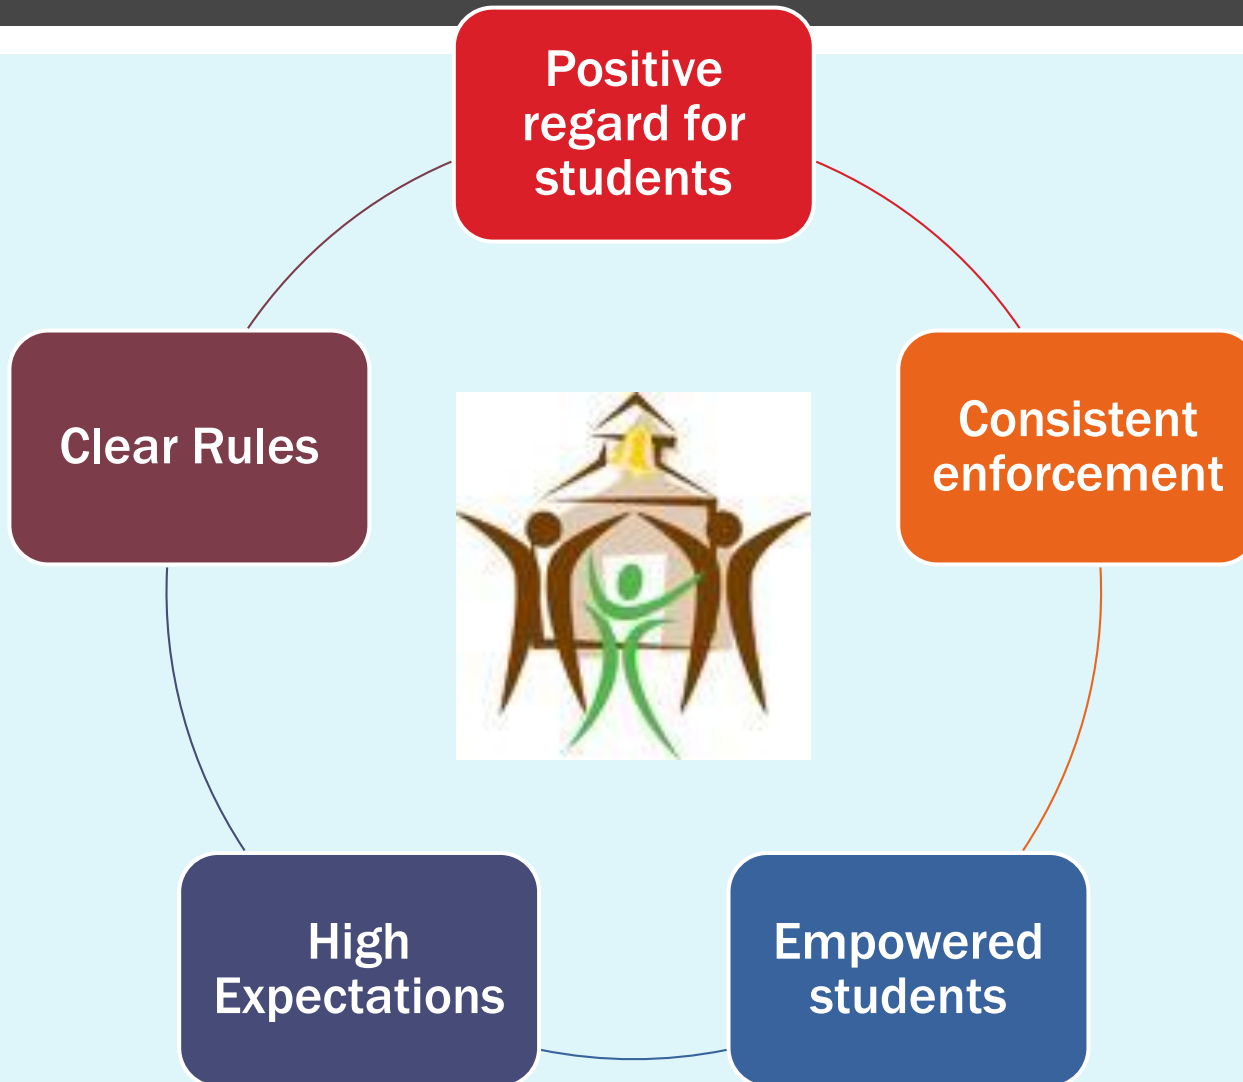 Positive
regard for
students
Clear Rules
Consistent
enforcement
High
Expectations
Empowered
students